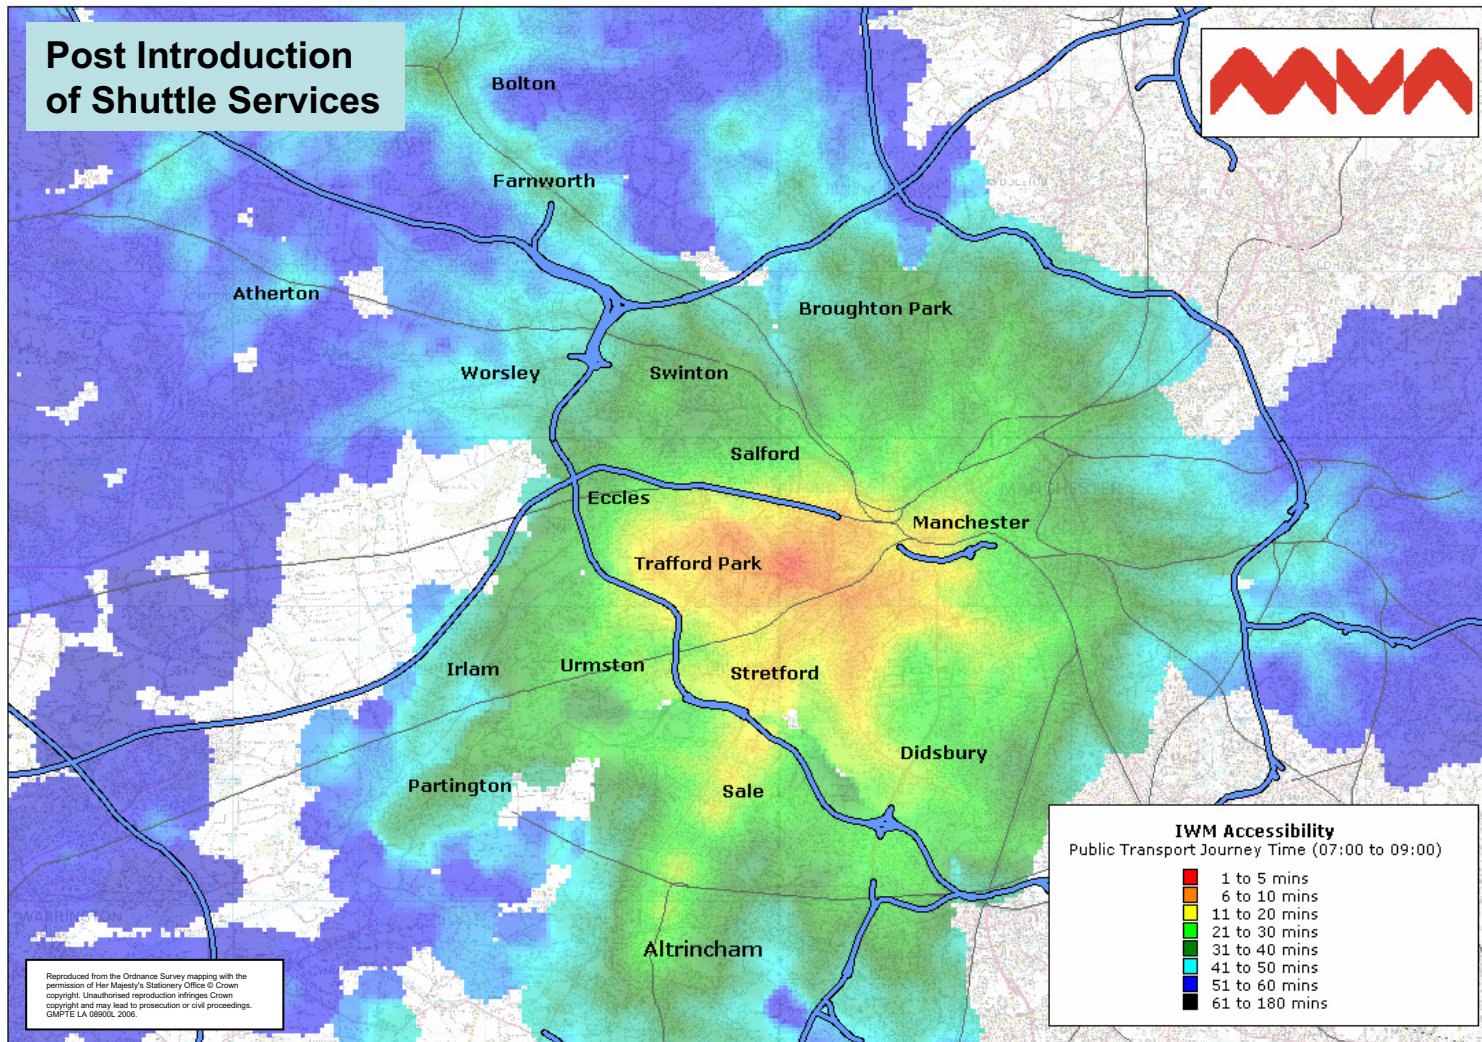 Post Introduction
of Shuttle Services
MVA
Bolton
Farnworth
Atherton
Broughton Park
Worsley
Swinton
Salford
Eccles
Manchester
Trafford Park
Irlam
Urmston
Stretford
Didsbury
Partington
Sale
Altrincham
WARRINGTON
IWM Accessibility
Public Transport Journey Time (07:00 to 09:00)
1 to 5 mins
6 to 10 mins
11 to 20 mins
21 to 30 mins
31 to 40 mins
41 to 50 mins
51 to 60 mins
61 to 180 mins
Reproduced from the Ordnance Survey mapping with the
permission of Her Majesty's Stationery Office © Crown
copyright. Unauthorised reproduction infringes Crown
copyright and may lead to prosecution or civil proceedings.
GMPTE LA 08900L 2006.